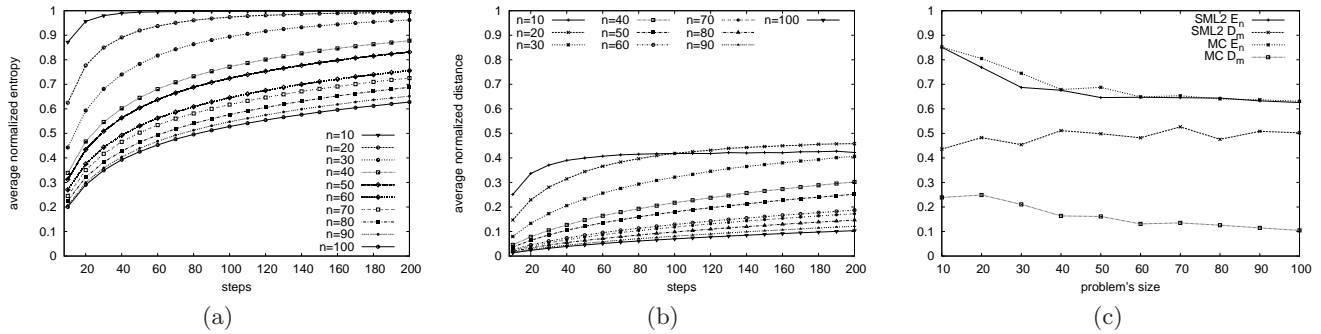 1
0.9
0.8
0.7
0.6
0.5
0.4
0.3
0.2
0.1
0
average normalized entropy
n=10
n=20
n=30
n=40
n=50
n=60
n=70
n=80
n=90
n=100
20 40 60 80 100 120 140 160 180 200
steps
(a)
1
0.9
0.8
0.7
0.6
0.5
0.4
0.3
0.2
0.1
0
average normalized distance
n=10 n=40 n=70 n=100
n=20 n=50 n=80
n=30 n=60 n=90
20 40 60 80 100 120 140 160 180 200
steps
(b)
1
0.9
0.8
0.7
0.6
0.5
0.4
0.3
0.2
0.1
0
SML2 Eₙ
SML2 Dₘ
MC Eₙ
MC Dₘ
10 20 30 40 50 60 70 80 90 100
problem's size
(c)